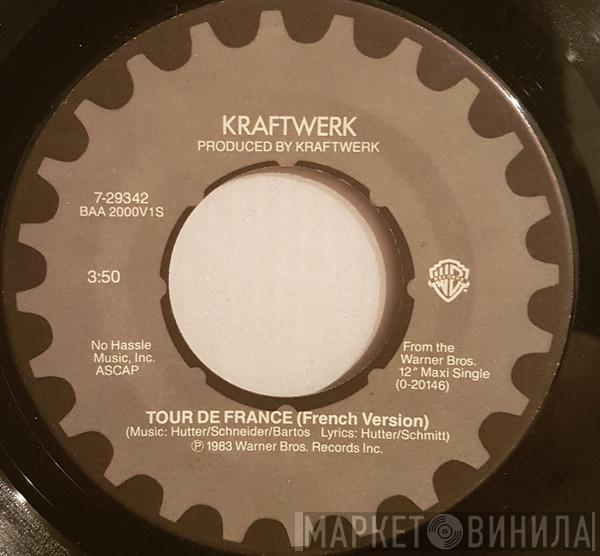 KRAFTWERK
PRODUCED BY KRAFTWERK
7-29342
BAA 2000V1S
3:50
WB
RECORDS
No Hassle
Music, Inc.
ASCAP
From the
Warner Bros.
12" Maxi Single
(0-20146)
TOUR DE FRANCE (French Version)
(Music: Hutter/Schneider/Bartos Lyrics: Hutter/Schmitt)
℗ 1983 Warner Bros. Records Inc.
МАРКЕТ ВИНИЛА